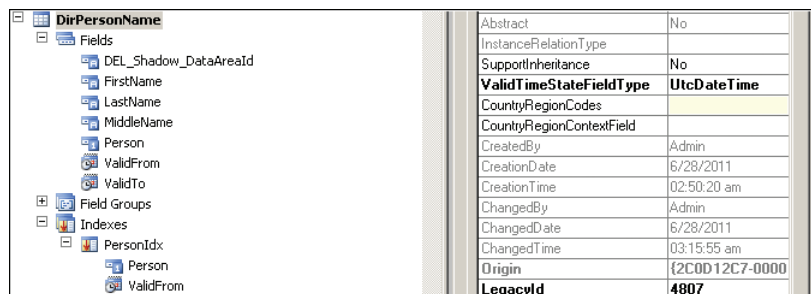 DirPersonName
Fields
DEL_Shadow_DataAreaId
FirstName
LastName
MiddleName
Person
ValidFrom
ValidTo
Field Groups
Indexes
PersonIdx
Person
ValidFrom
Abstract No
InstanceRelationType
SupportInheritance No
ValidTimeStateFieldType UtcDateTime
CountryRegionCodes
CountryRegionContextField
CreatedBy Admin
CreationDate 6/28/2011
CreationTime 02:50:20 am
ChangedBy Admin
ChangedDate 6/28/2011
ChangedTime 03:15:55 am
Origin {2C0D12C7-0000
LegacyId 4807